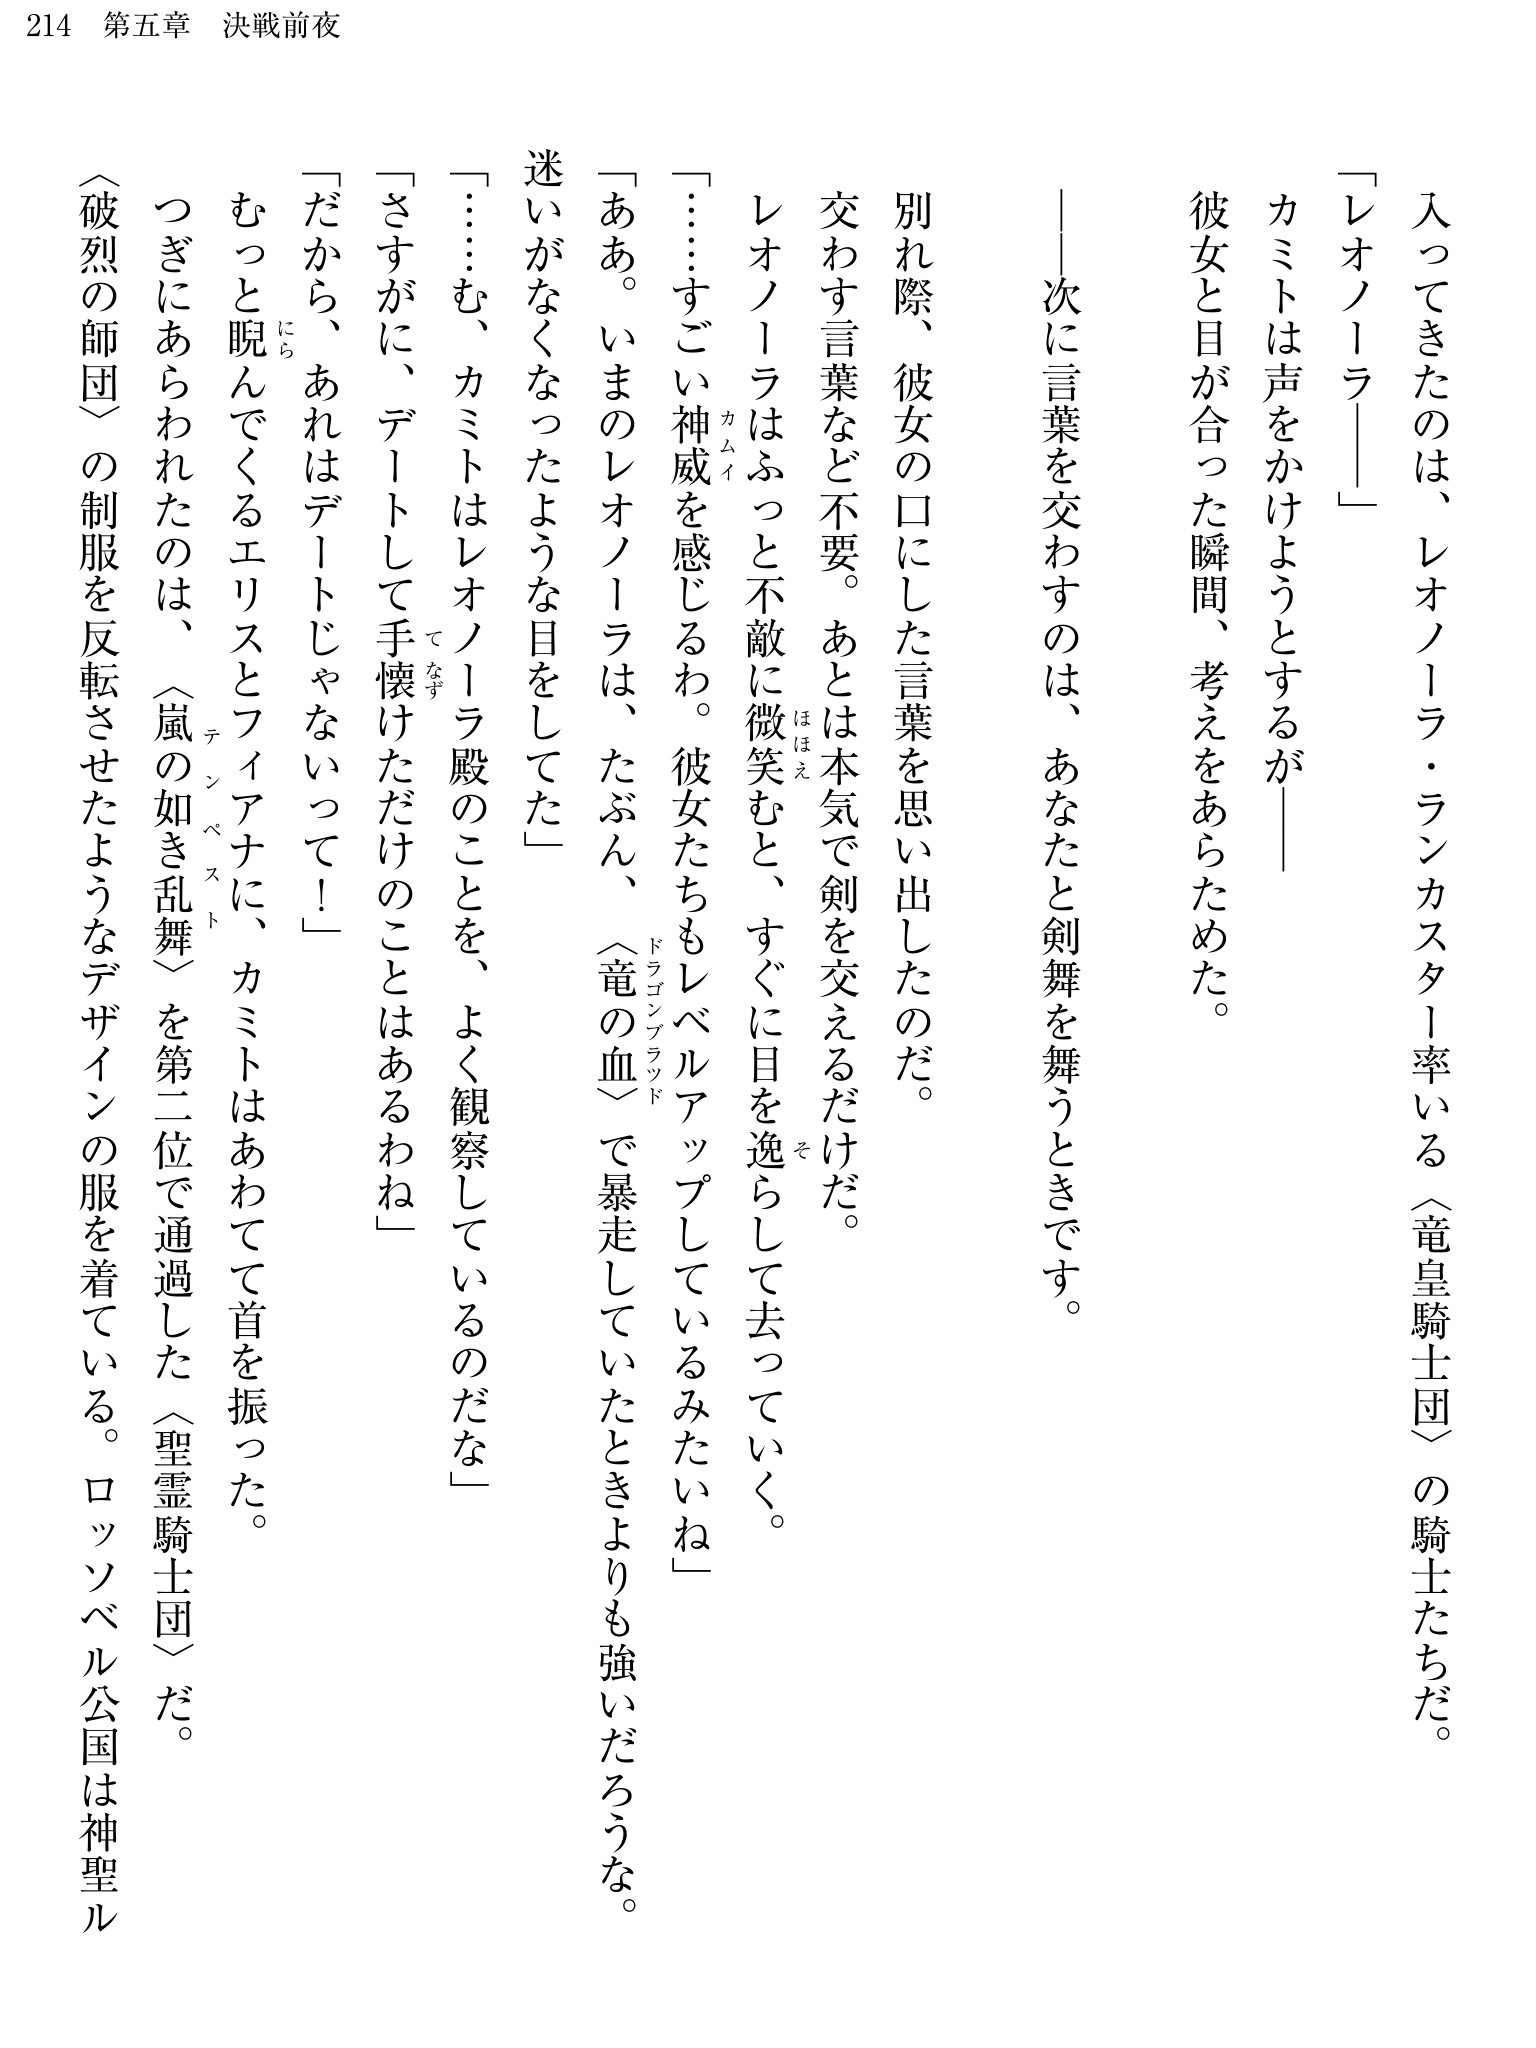 214　第五章　決戦前夜
　入ってきたのは、レオノーラ・ランカスター率いる〈竜皇騎士団〉の騎士たちだ。
「レオノーラ――」
　カミトは声をかけようとするが――
　彼女と目が合った瞬間、考えをあらためた。
　――次に言葉を交わすのは、あなたと剣舞を舞うときです。
　別れ際、彼女の口にした言葉を思い出したのだ。
　交わす言葉など不要。あとは本気で剣を交えるだけだ。
　レオノーラはふっと不敵に微笑むと、すぐに目を逸らして去っていく。
「……すごい神威を感じるわ。彼女たちもレベルアップしているみたいね」
「ああ。いまのレオノーラは、たぶん、〈竜の血〉で暴走していたときよりも強いだろうな。
迷いがなくなったような目をしてた」
「……む、カミトはレオノーラ殿のことを、よく観察しているのだな」
「さすがに、デートして手懐けただけのことはあるわね」
「だから、あれはデートじゃないって！」
　むっと睨んでくるエリスとフィアナに、カミトはあわてて首を振った。
　つぎにあらわれたのは、〈嵐の如き乱舞〉を第二位で通過した〈聖霊騎士団〉だ。
〈破烈の師団〉の制服を反転させたようなデザインの服を着ている。ロッソベル公国は神聖ル